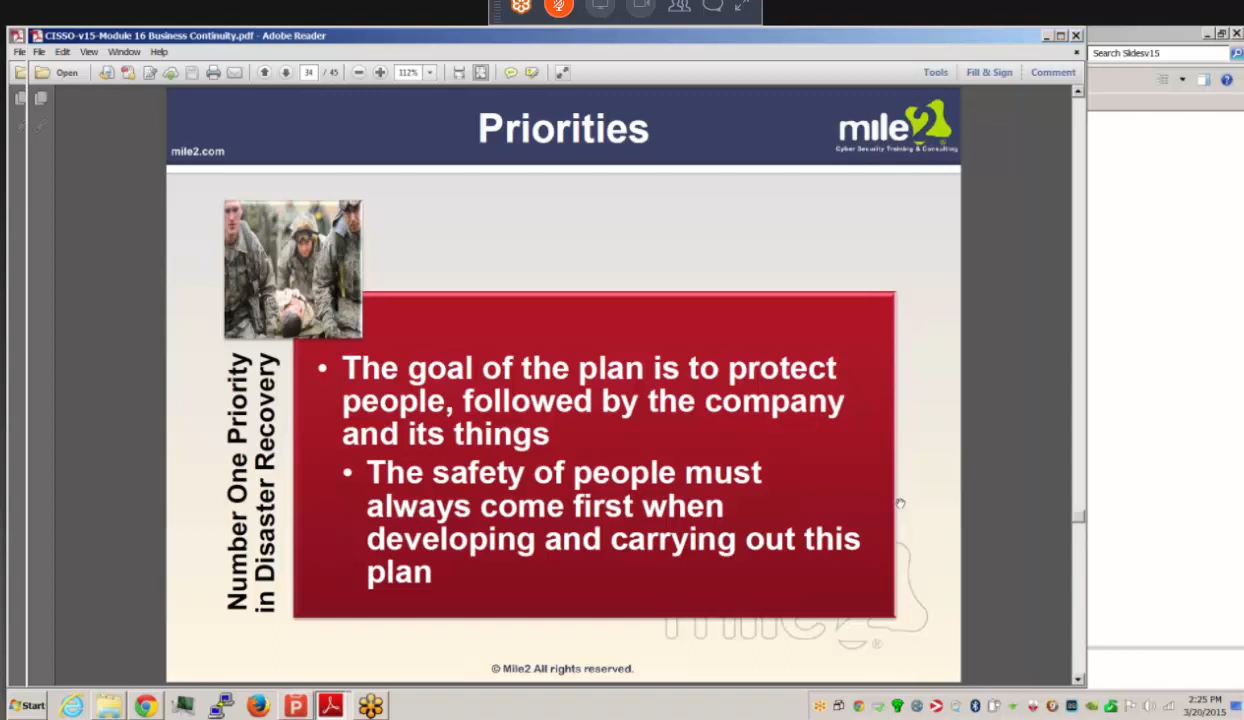 CISSO-v15-Module 16 Business Continuity.pdf - Adobe Reader
File File Edit View Window Help
Search Slidesv15
Open 34 / 45 112% Tools Fill & Sign Comment
Priorities
mile2.com
mile2
Cyber Security Training & Consulting
Number One Priority
in Disaster Recovery
• The goal of the plan is to protect
people, followed by the company
and its things
• The safety of people must
always come first when
developing and carrying out this
plan
mile2
®
© Mile2 All rights reserved.
Start
2:25 PM
3/20/2015